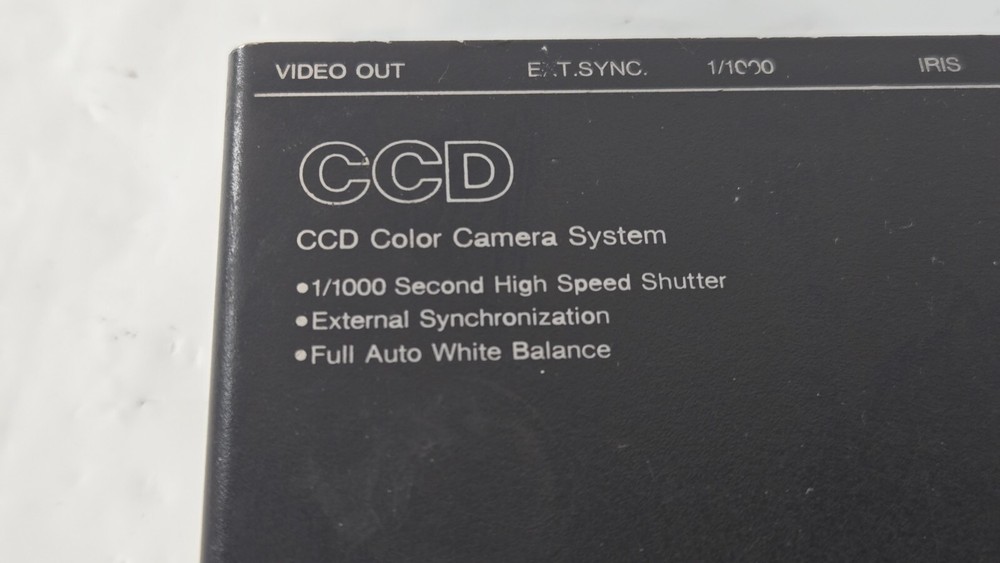 VIDEO OUT EXT.SYNC. 1/1000 IRIS
CCD
CCD Color Camera System
•1/1000 Second High Speed Shutter
•External Synchronization
•Full Auto White Balance